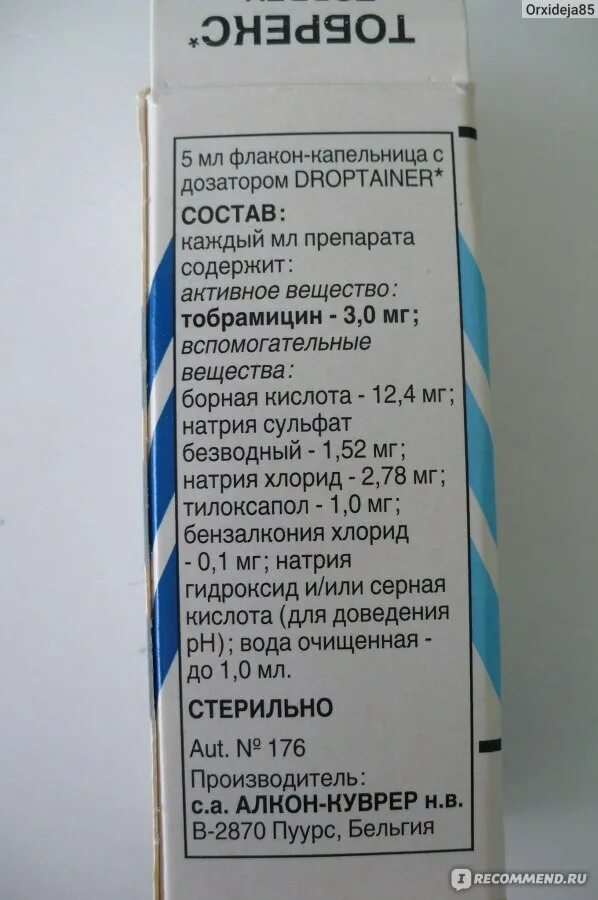 Orxideja85
ТОБРЕКС*
5 мл флакон-капельница с
дозатором DROPTAINER*
СОСТАВ:
каждый мл препарата
содержит:
активное вещество:
тобрамицин - 3,0 мг;
вспомогательные
вещества:
борная кислота - 12,4 мг;
натрия сульфат
безводный - 1,52 мг;
натрия хлорид - 2,78 мг;
тилоксапол - 1,0 мг;
бензалкония хлорид
- 0,1 мг; натрия
гидроксид и/или серная
кислота (для доведения
pH); вода очищенная -
до 1,0 мл.
СТЕРИЛЬНО
Aut. № 176
Производитель:
с.а. АЛКОН-КУВРЕР н.в.
B-2870 Пуурс, Бельгия
IRECOMMEND.RU